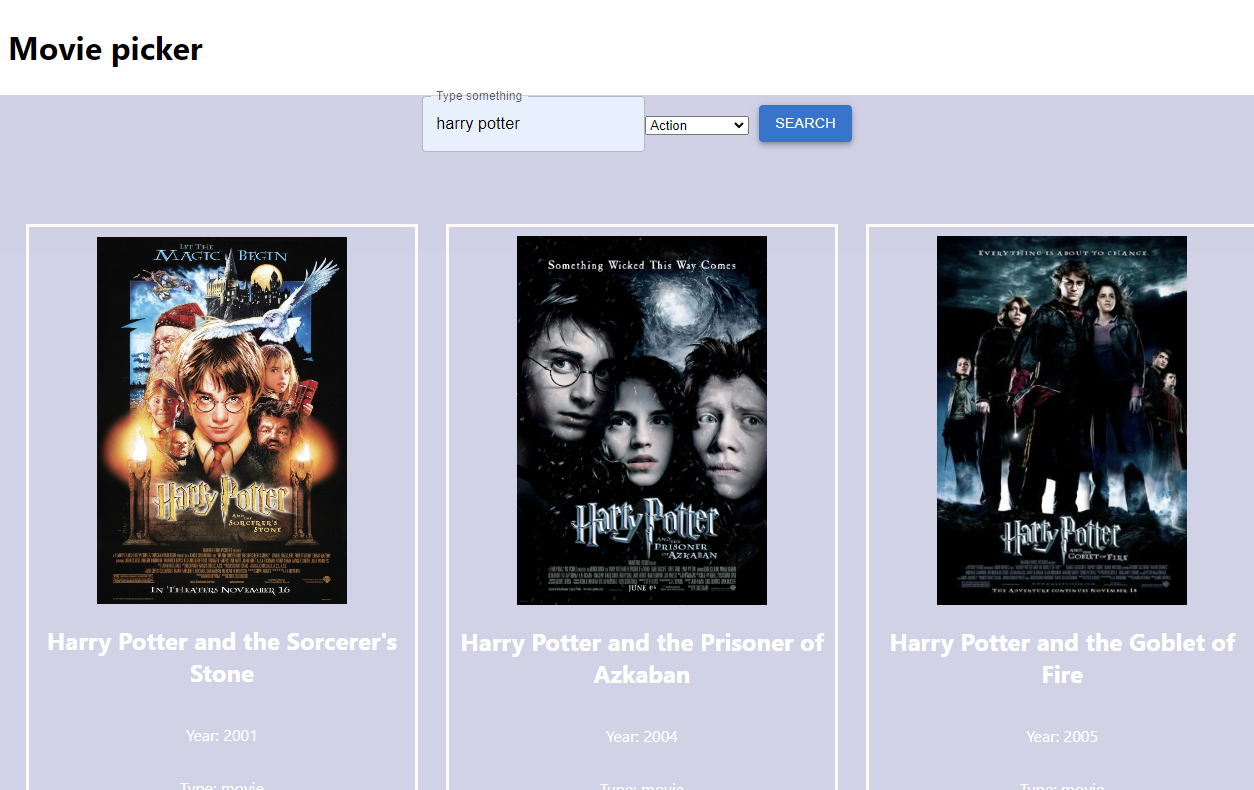 Movie picker
Type something
harry potter
Action
SEARCH
LET THE
MAGIC BEGIN
Harry Potter
AND THE
SORCERER'S
STONE
IN THEATERS NOVEMBER 16
Something Wicked This Way Comes
Harry Potter
AND THE
PRISONER
OF AZKABAN
JUNE
EVERYTHING IS ABOUT TO CHANGE.
Harry Potter
AND THE
GOBLET OF FIRE
THE ADVENTURE CONTINUES NOVEMBER 18
Harry Potter and the Sorcerer's
Stone
Year: 2001
Type: movie
Harry Potter and the Prisoner of
Azkaban
Year: 2004
Type: movie
Harry Potter and the Goblet of
Fire
Year: 2005
Type: movie